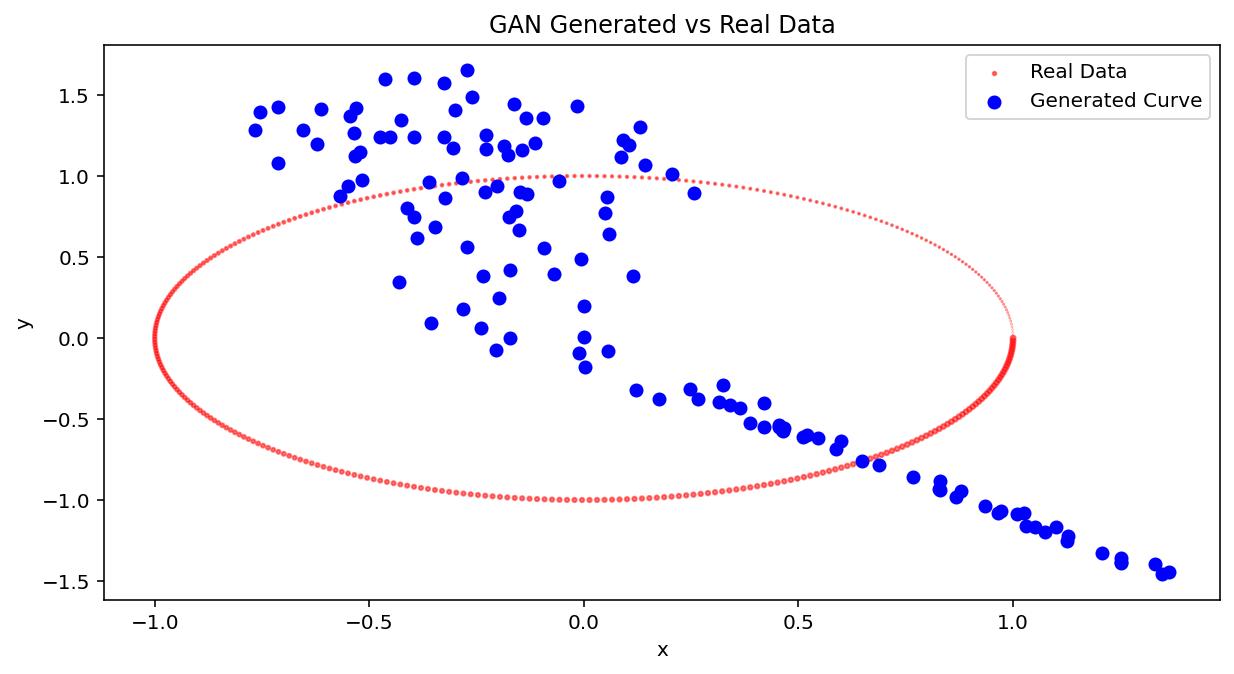 GAN Generated vs Real Data
Real Data
Generated Curve
1.5
1.0
0.5
0.0
−0.5
−1.0
−1.5
y
−1.0 −0.5 0.0 0.5 1.0
x